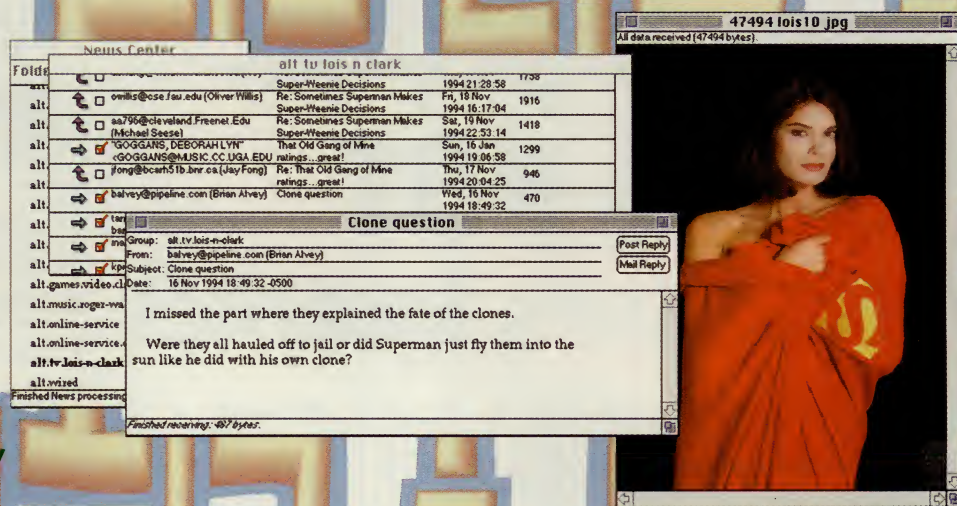 News Center
Folde
alt tv lois n clark
Super-Weenie Decisions 1994 21:28:58 1758
owillis@cse.fau.edu (Oliver Willis) Re: Sometimes Superman Makes Fri, 18 Nov 1916
Super-Weenie Decisions 1994 16:17:04
aa796@cleveland.Freenet.Edu Re: Sometimes Superman Makes Sat, 19 Nov 1418
(Michael Seese) Super-Weenie Decisions 1994 22:53:14
"GOGGANS, DEBORAH LYN" That Old Gang of Mine Sun, 16 Jan 1299
<GOGGANS@MUSIC.CC.UGA.EDU ratings...great! 1994 19:06:58
jfong@bcarh51b.bnr.ca (Jay Fong) Re: That Old Gang of Mine Thu, 17 Nov 946
ratings...great! 1994 20:04:25
balvey@pipeline.com (Brian Alvey) Clone question Wed, 16 Nov 470
1994 18:49:32
alt.
alt.
alt.
alt.
alt.
alt.
alt.
alt.games.video.cl
alt.music.roger-wa
alt.online-service
alt.online-service.
alt.tv.lois-n-clark
alt.wired
Finished News processing
Clone question
Group: alt.tv.lois-n-clark
From: balvey@pipeline.com (Brian Alvey)
Subject: Clone question
Date: 16 Nov 1994 18:49:32 -0500
Post Reply
Mail Reply
I missed the part where they explained the fate of the clones.
Were they all hauled off to jail or did Superman just fly them into the
sun like he did with his own clone?
Finished receiving: 487 bytes.
47494 lois10 jpg
All data received (47494 bytes).